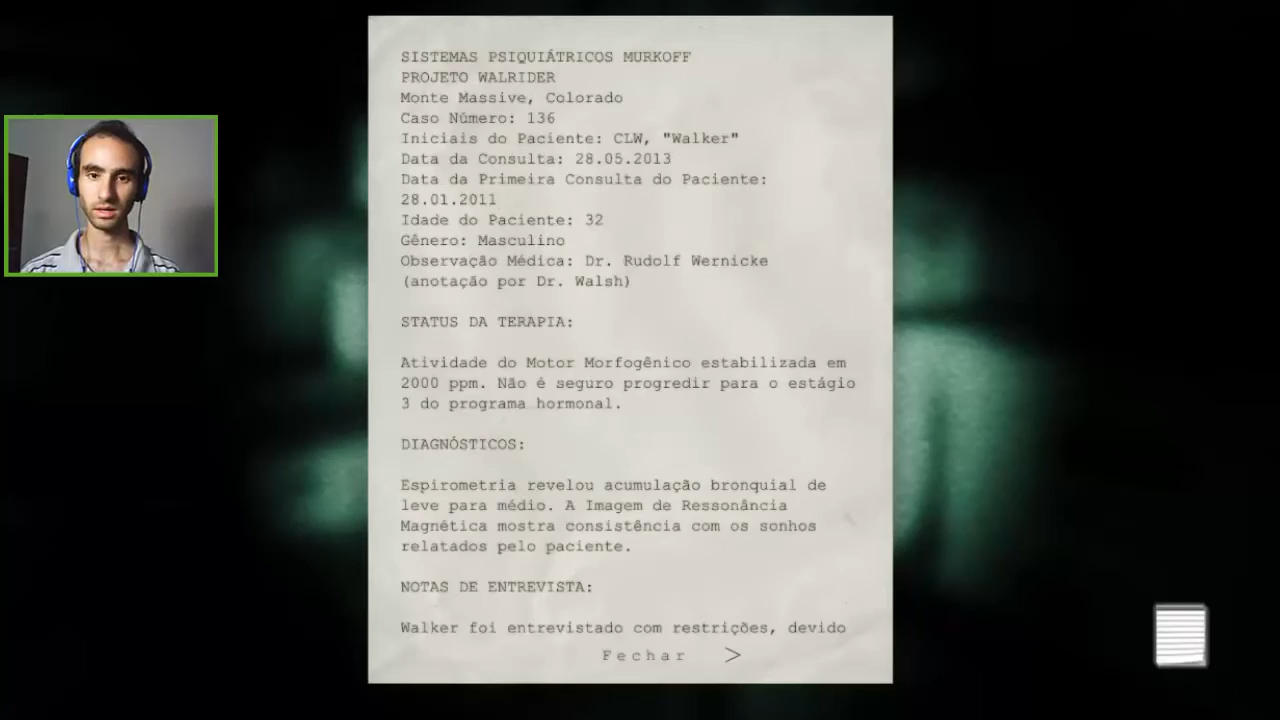 SISTEMAS PSIQUIÁTRICOS MURKOFF
PROJETO WALRIDER
Monte Massive, Colorado
Caso Número: 136
Iniciais do Paciente: CLW, "Walker"
Data da Consulta: 28.05.2013
Data da Primeira Consulta do Paciente:
28.01.2011
Idade do Paciente: 32
Gênero: Masculino
Observação Médica: Dr. Rudolf Wernicke
(anotação por Dr. Walsh)
STATUS DA TERAPIA:
Atividade do Motor Morfogênico estabilizada em
2000 ppm. Não é seguro progredir para o estágio
3 do programa hormonal.
DIAGNÓSTICOS:
Espirometria revelou acumulação bronquial de
leve para médio. A Imagem de Ressonância
Magnética mostra consistência com os sonhos
relatados pelo paciente.
NOTAS DE ENTREVISTA:
Walker foi entrevistado com restrições, devido
Fechar >